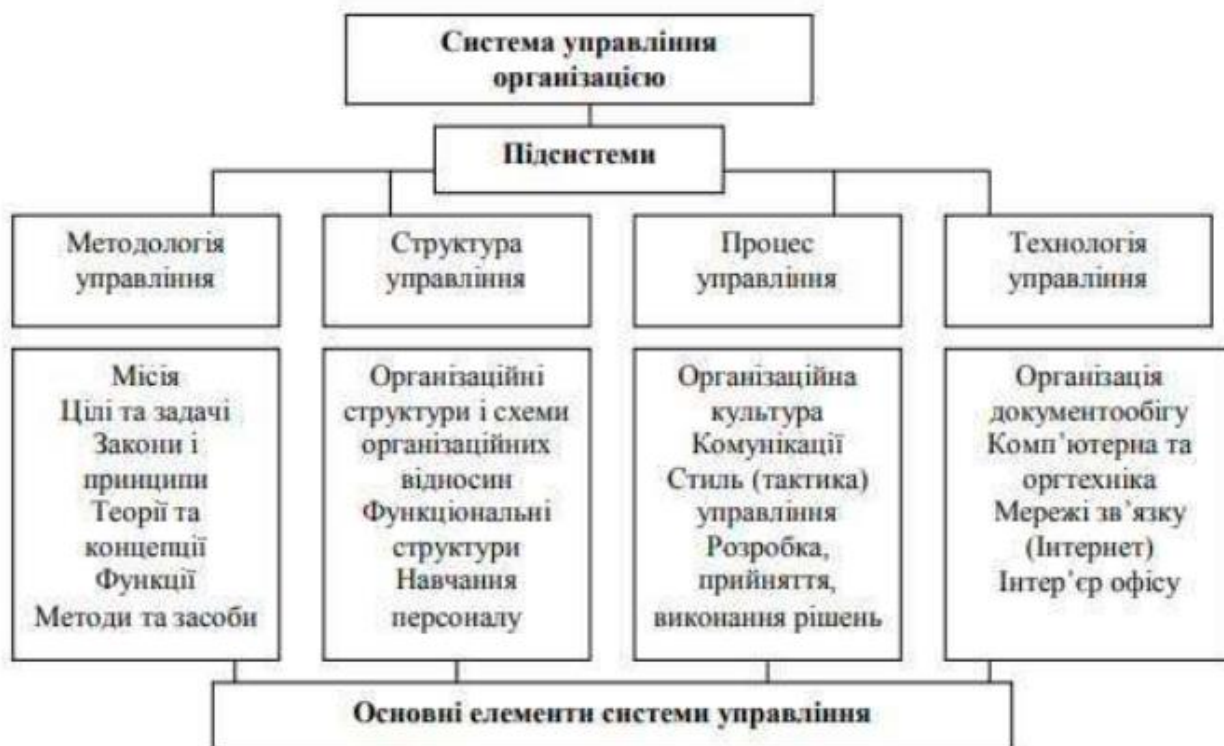 Система управління
організацією
Підсистеми
Методологія
управління
Структура
управління
Процес
управління
Технологія
управління
Місія
Цілі та задачі
Закони і
принципи
Теорії та
концепції
Функції
Методи та засоби
Організаційні
структури і схеми
організаційних
відносин
Функціональні
структури
Навчання
персоналу
Організаційна
культура
Комунікації
Стиль (тактика)
управління
Розробка,
прийняття,
виконання рішень
Організація
документообігу
Комп’ютерна та
оргтехніка
Мережі зв’язку
(Інтернет)
Інтер’єр офісу
Основні елементи системи управління